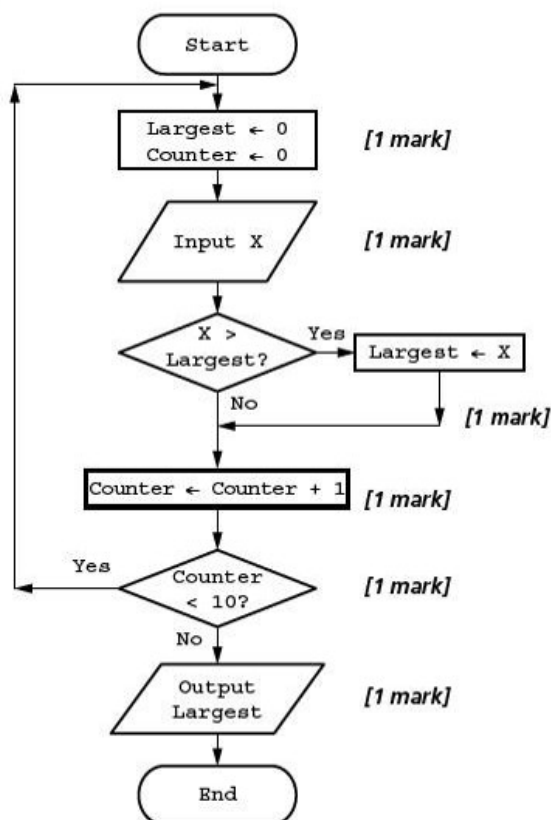 Start
Largest ← 0
Counter ← 0
[1 mark]
Input X
[1 mark]
X >
Largest?
Yes
Largest ← X
No
[1 mark]
Counter ← Counter + 1
[1 mark]
Yes
Counter
< 10?
[1 mark]
No
Output
Largest
[1 mark]
End